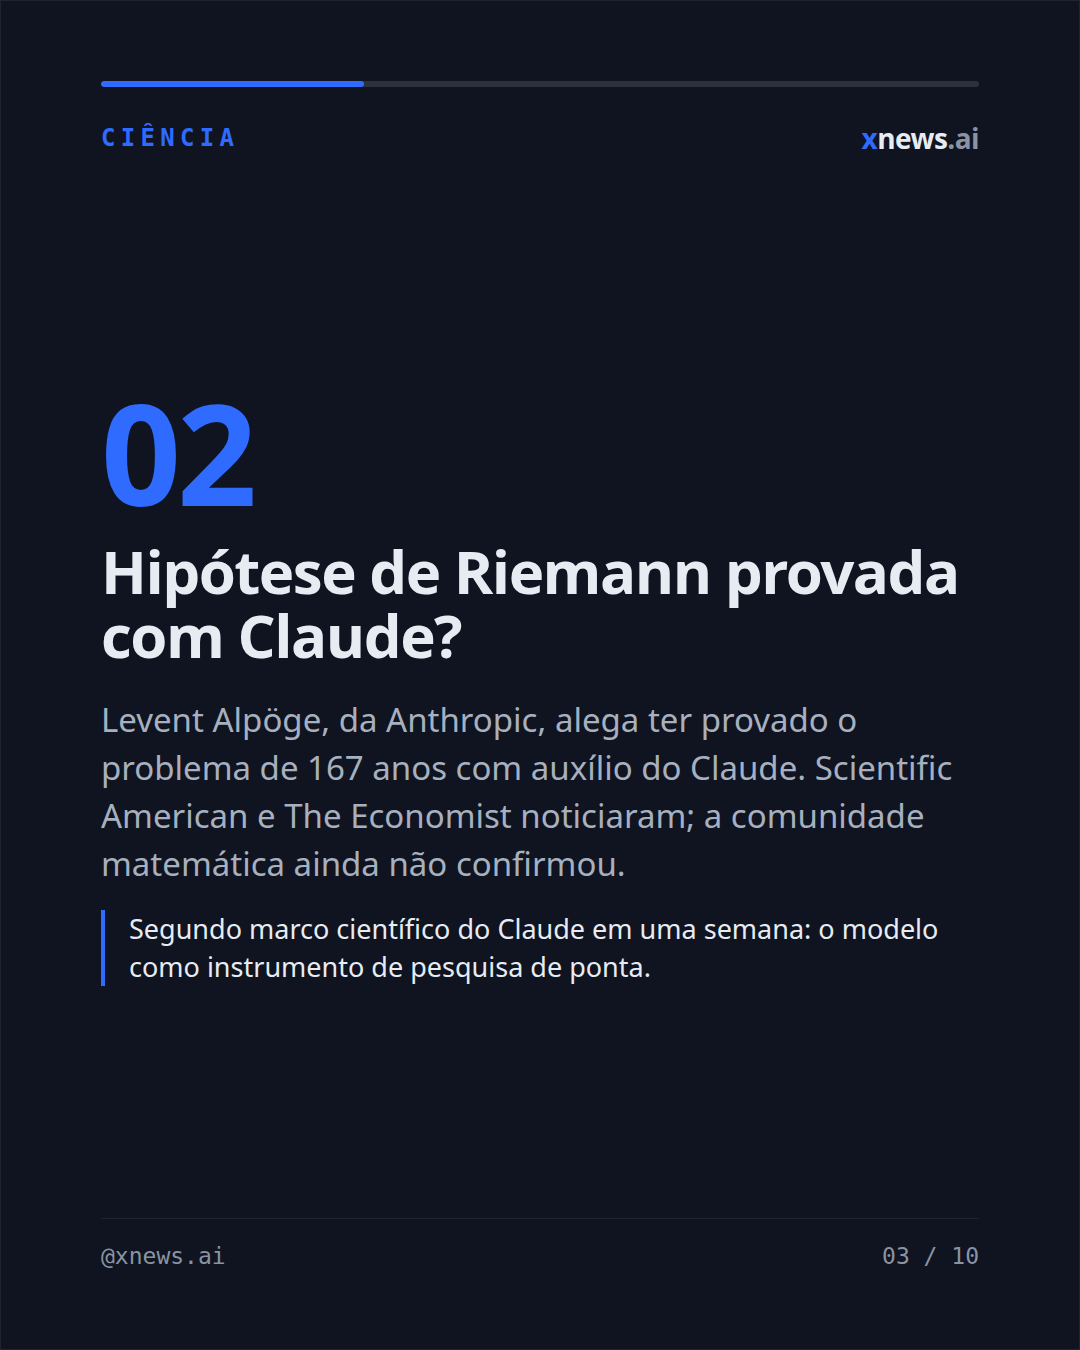 CIÊNCIA
xnews.ai
02
Hipótese de Riemann provada
com Claude?
Levent Alpöge, da Anthropic, alega ter provado o
problema de 167 anos com auxílio do Claude. Scientific
American e The Economist noticiaram; a comunidade
matemática ainda não confirmou.
Segundo marco científico do Claude em uma semana: o modelo
como instrumento de pesquisa de ponta.
@xnews.ai
03 / 10